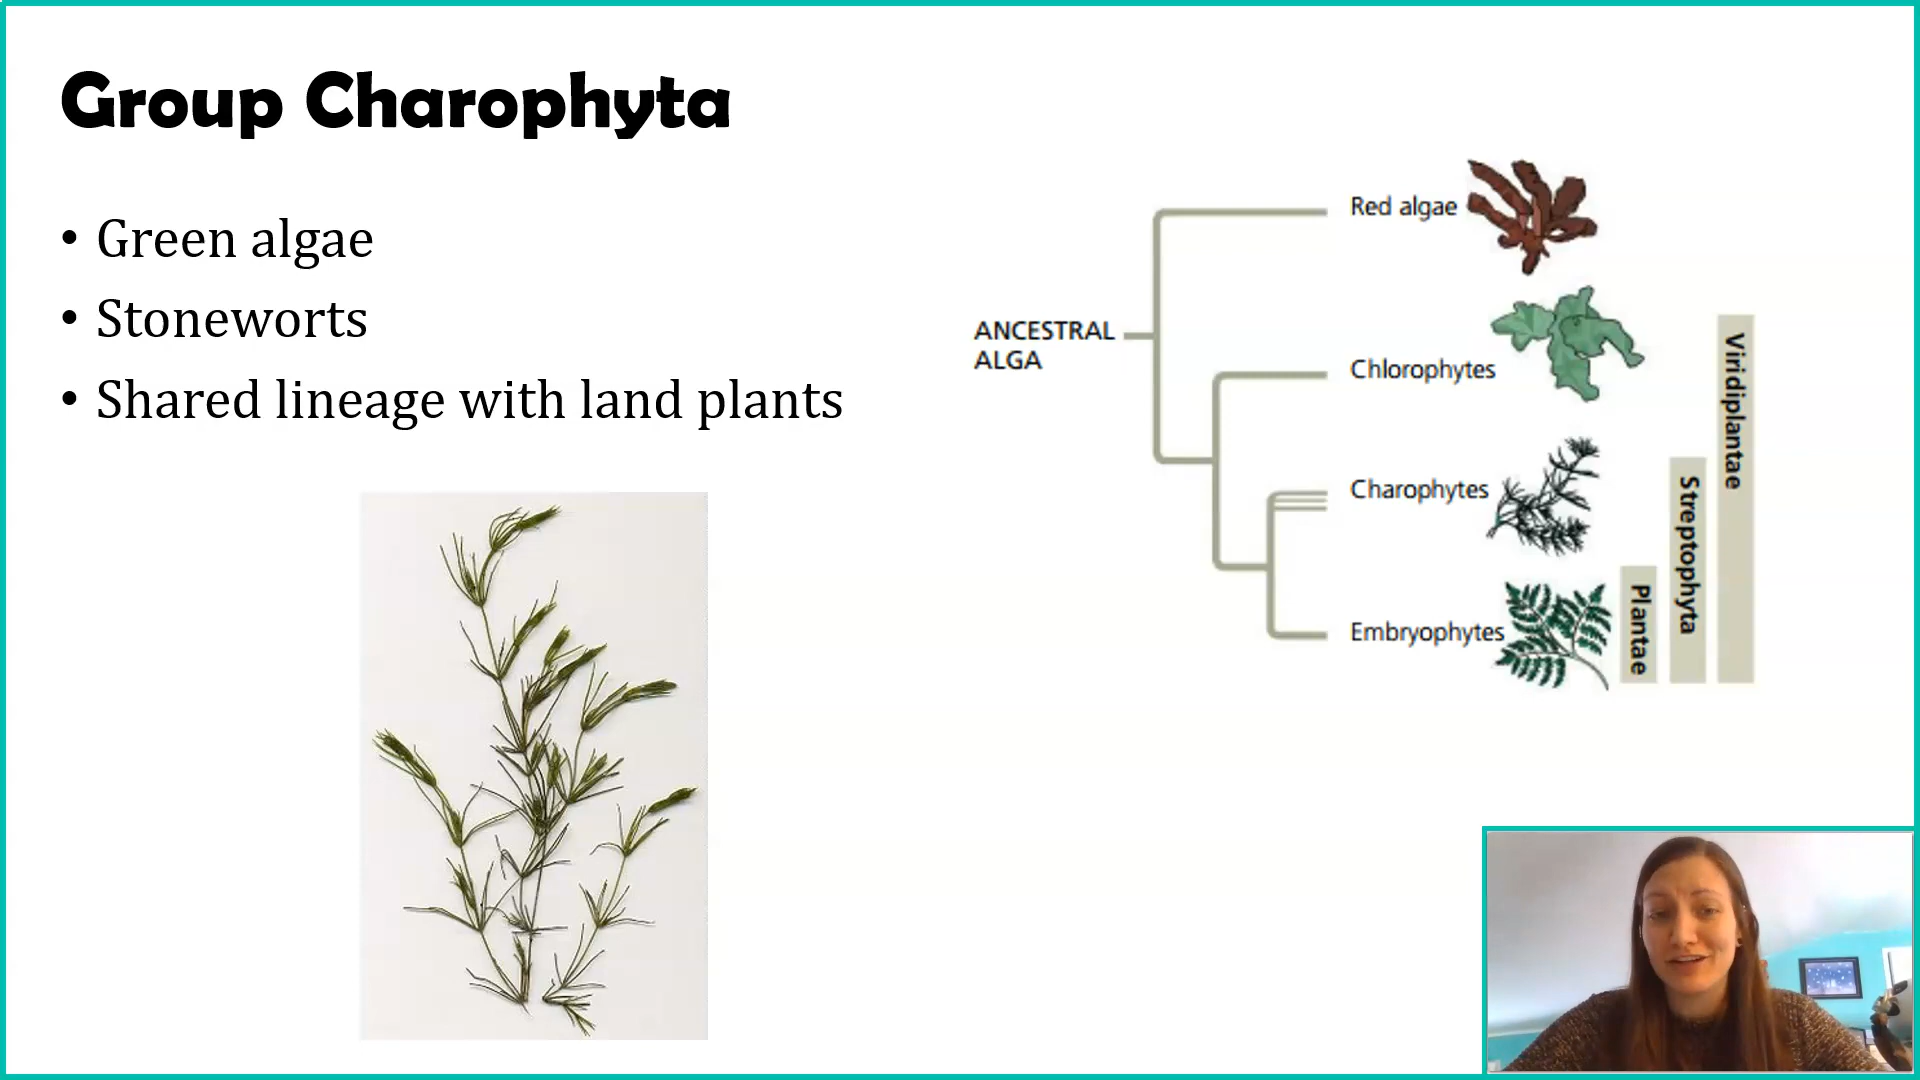 Group Charophyta
• Green algae
• Stoneworts
• Shared lineage with land plants
ANCESTRAL
ALGA
Red algae
Chlorophytes
Charophytes
Embryophytes
Plantae
Streptophyta
Viridiplantae